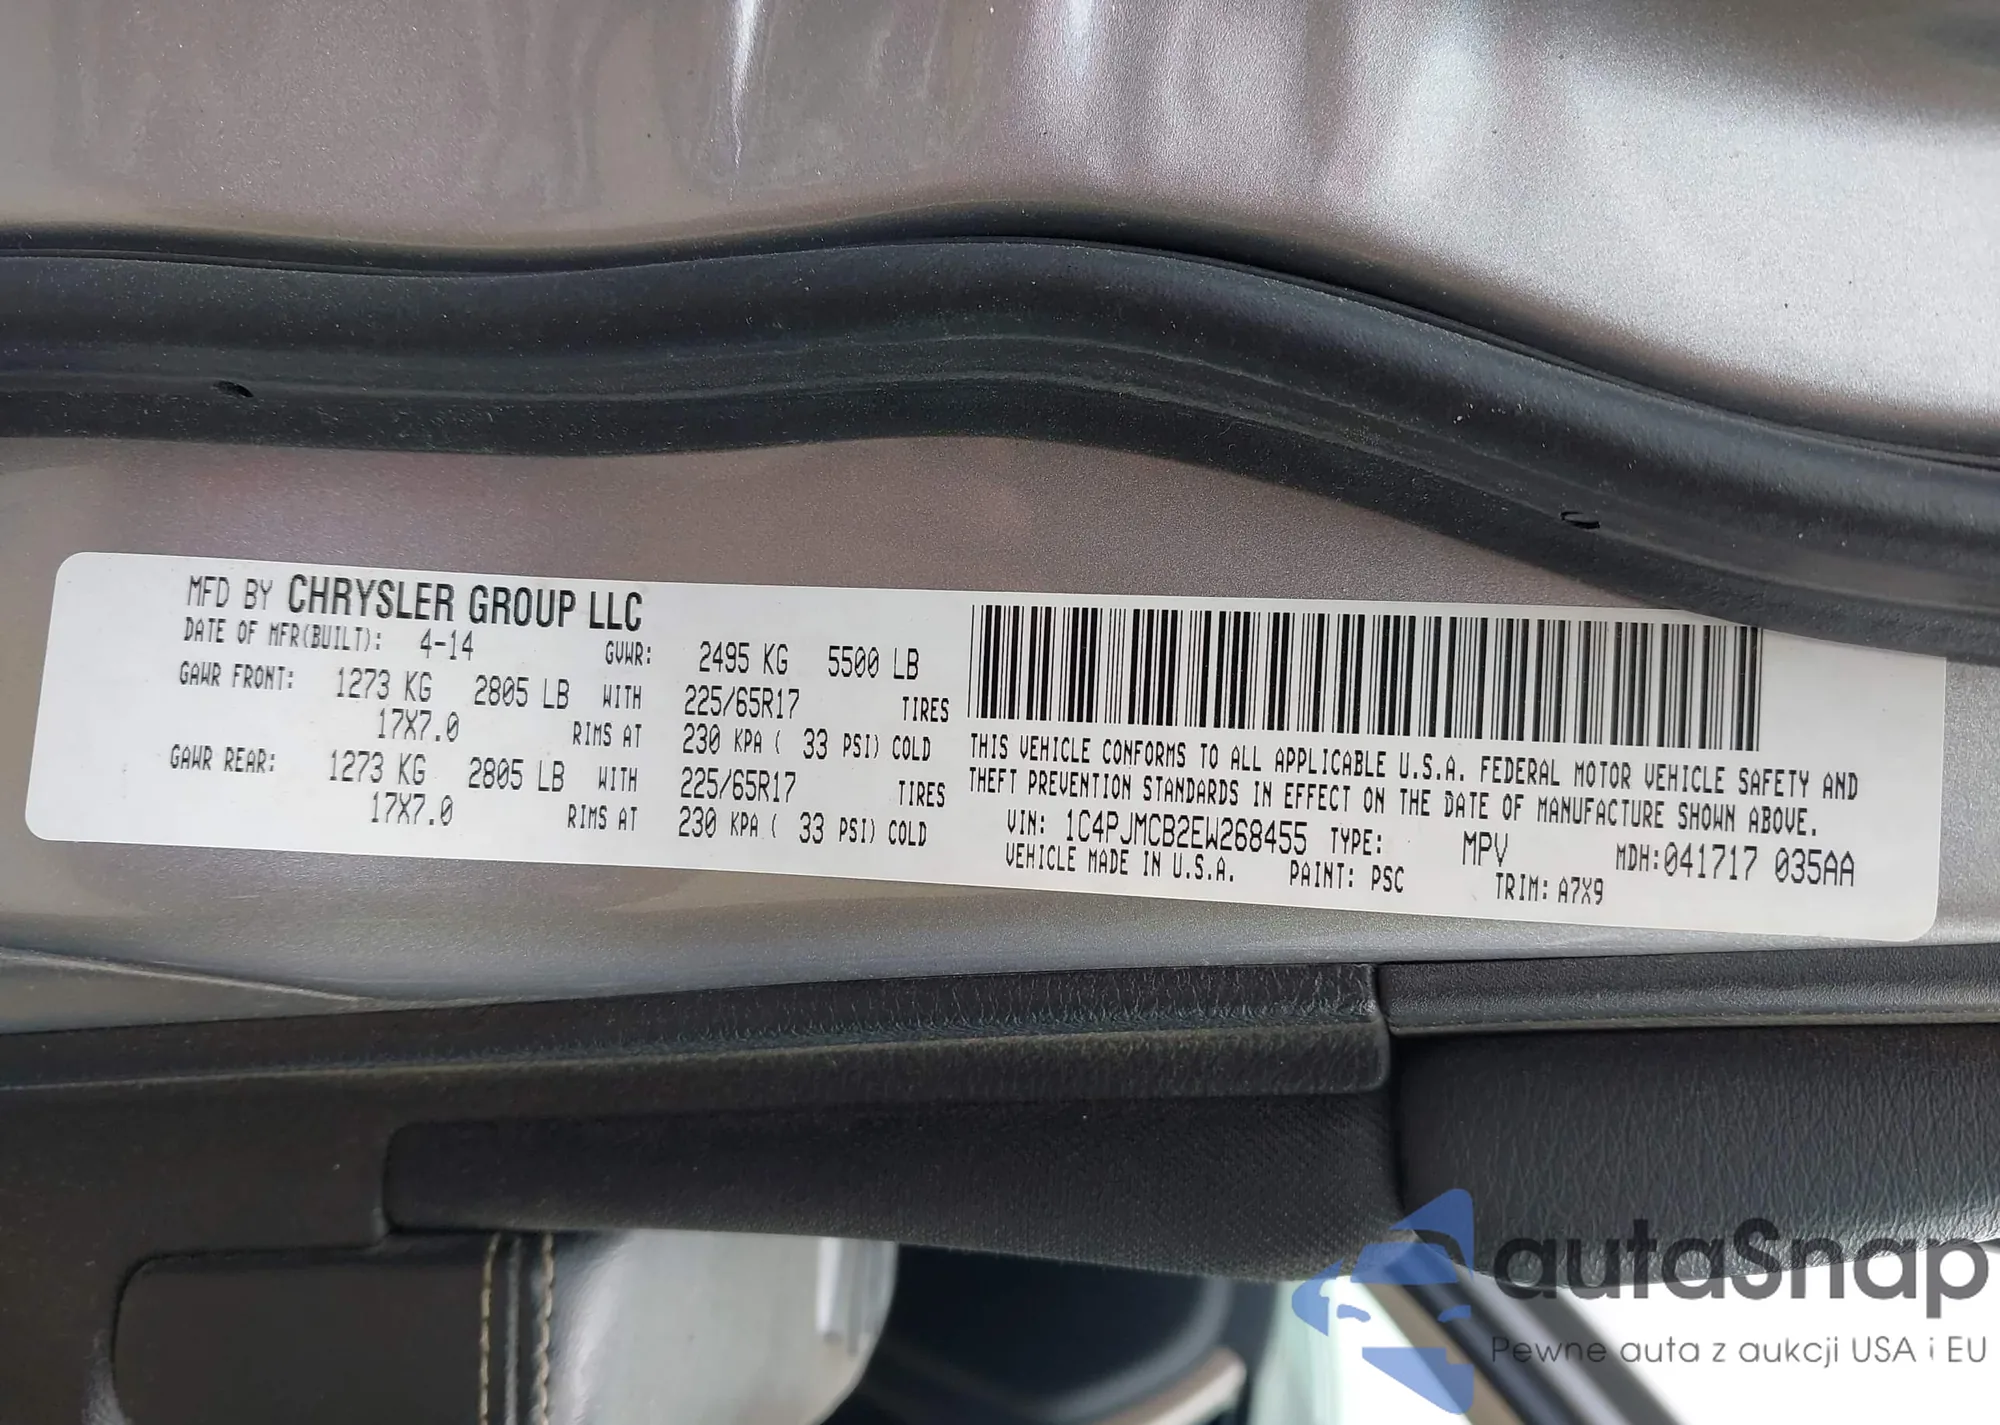 MFD BY CHRYSLER GROUP LLC
DATE OF MFR(BUILT): 4-14 GVWR: 2495 KG 5500 LB
GAWR FRONT: 1273 KG 2805 LB WITH 225/65R17 TIRES
17X7.0 RIMS AT 230 KPA ( 33 PSI) COLD
GAWR REAR: 1273 KG 2805 LB WITH 225/65R17 TIRES
17X7.0 RIMS AT 230 KPA ( 33 PSI) COLD
THIS VEHICLE CONFORMS TO ALL APPLICABLE U.S.A. FEDERAL MOTOR VEHICLE SAFETY AND
THEFT PREVENTION STANDARDS IN EFFECT ON THE DATE OF MANUFACTURE SHOWN ABOVE.
VIN: 1C4PJMCB2EW268455 TYPE: MPV MDH:041717 035AA
VEHICLE MADE IN U.S.A. PAINT: PSC TRIM: A7X9
autaSnap
Pewne auta z aukcji USA i EU